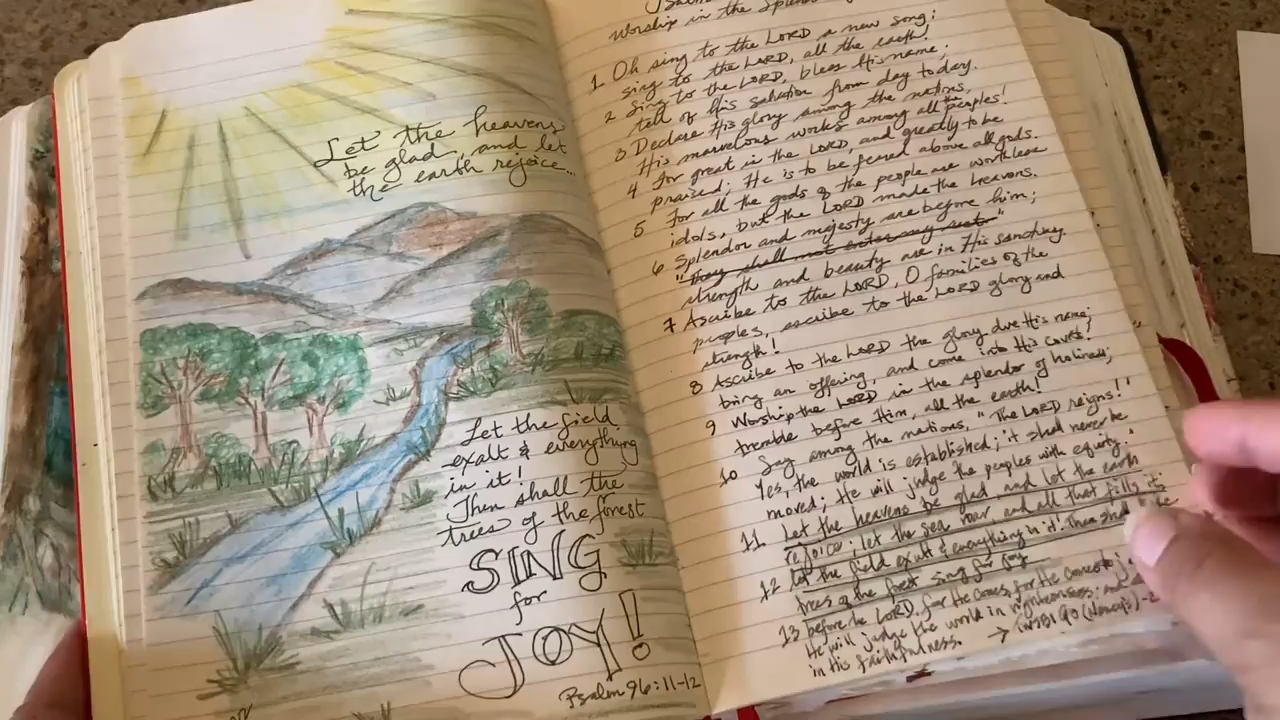 Let the heavens
be glad, and let
the earth rejoice...
Let the field
exalt & everything
in it!
Then shall the
trees of the forest
SING
for
JOY!
Psalm 96:11-12
Worship in the Splendor of
1 Oh sing to the LORD a new song;
sing to the LORD, all the earth!
2 Sing to the LORD, bless His name;
tell of His salvation from day to day.
3 Declare His glory among the nations,
His marvelous works among all the peoples!
4 For great is the LORD, and greatly to be
praised; He is to be feared above all gods.
5 For all the gods of the people are worthless
idols, but the LORD made the heavens.
6 Splendor and majesty are before him;
"they shall not enter my rest"
strength and beauty are in His sanctuary.
7 Ascribe to the LORD, O families of the
peoples, ascribe to the LORD glory and
strength!
8 Ascribe to the LORD the glory due His name;
bring an offering, and come into His courts!
9 Worship the LORD in the splendor of holiness;
tremble before Him, all the earth!
10 Say among the nations, "The LORD reigns!"
Yes, the world is established; it shall never be
moved; He will judge the peoples with equity."
11 Let the heavens be glad, and let the earth
rejoice; let the sea roar, and all that fills it;
12 let the field exult & everything in it! Then shall the
trees of the forest sing for joy
13 before the LORD, for He comes, for He comes to
He will judge the world in righteousness; and
in His faithfulness. →